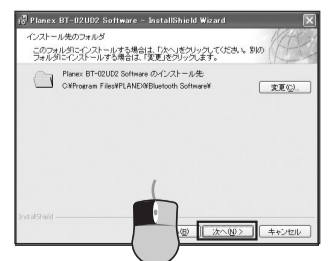 Planex BT-02UD2 Software - InstallShield Wizard
インストール先のフォルダ
このフォルダにインストールする場合は、「次へ」をクリックしてください。別の
フォルダにインストールする場合は、「変更」をクリックします。
Planex BT-02UD2 Software のインストール先:
C:¥Program Files¥PLANEX¥Bluetooth Software¥
変更(C)...
InstallShield
(B) 次へ(N) > キャンセル